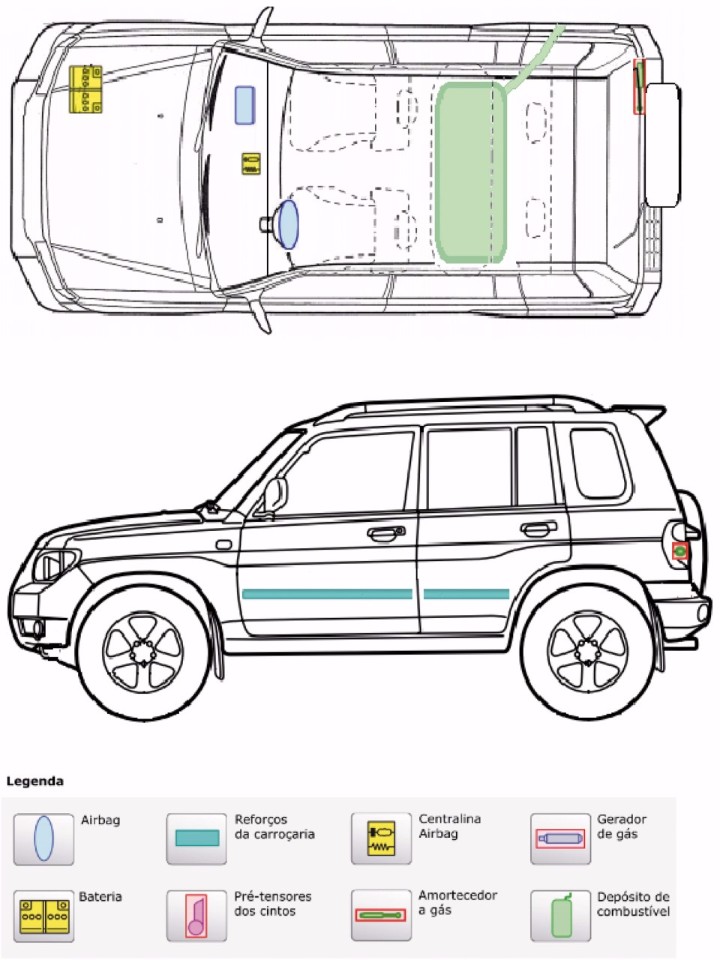 Legenda
Airbag
Reforços
da carroçaria
Centralina
Airbag
Gerador
de gás
Bateria
Pré-tensores
dos cintos
Amortecedor
a gás
Depósito de
combustível